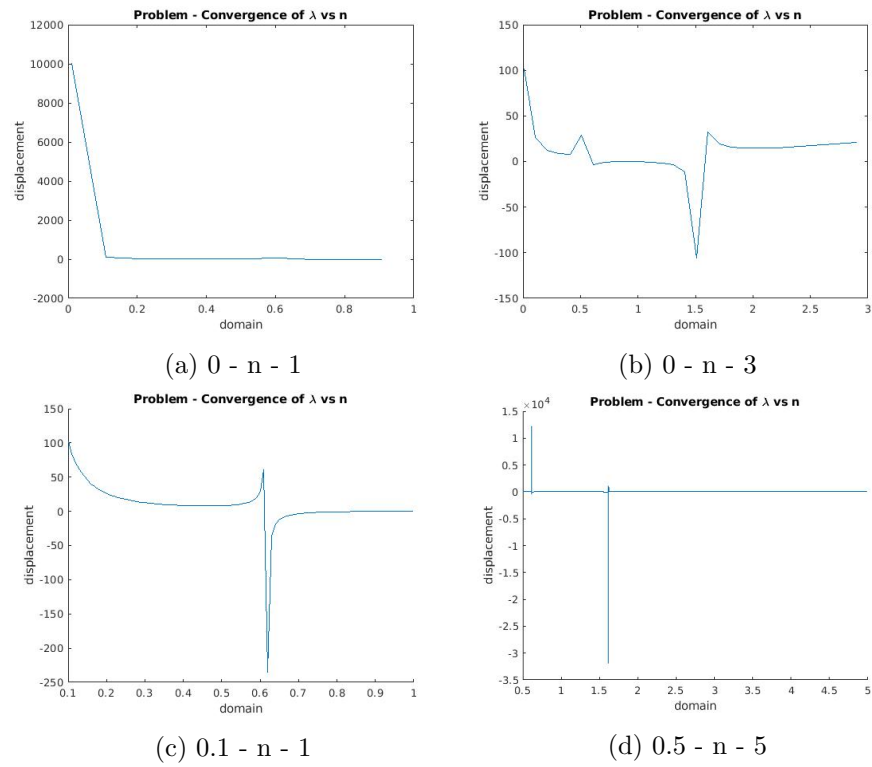 Problem - Convergence of λ vs n
12000
10000
8000
6000
4000
2000
0
-2000
displacement
0 0.2 0.4 0.6 0.8 1
domain
(a) 0 - n - 1
Problem - Convergence of λ vs n
150
100
50
0
-50
-100
-150
displacement
0 0.5 1 1.5 2 2.5 3
domain
(b) 0 - n - 3
Problem - Convergence of λ vs n
150
100
50
0
-50
-100
-150
-200
-250
displacement
0.1 0.2 0.3 0.4 0.5 0.6 0.7 0.8 0.9 1
domain
(c) 0.1 - n - 1
×10⁴ Problem - Convergence of λ vs n
1.5
1
0.5
0
-0.5
-1
-1.5
-2
-2.5
-3
-3.5
displacement
0.5 1 1.5 2 2.5 3 3.5 4 4.5 5
domain
(d) 0.5 - n - 5